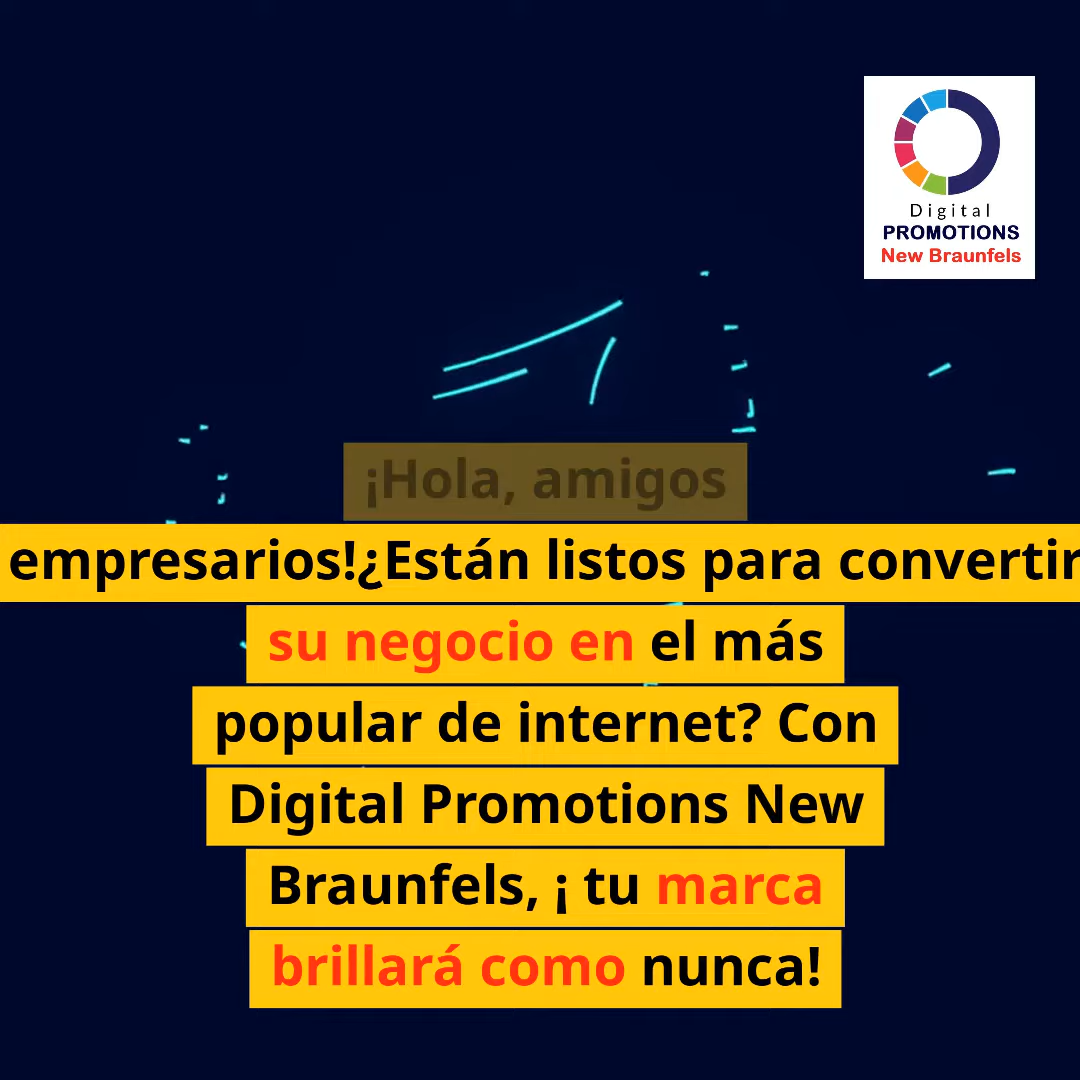 Digital
PROMOTIONS
New Braunfels
¡Hola, amigos
empresarios!¿Están listos para convertir
su negocio en el más
popular de internet? Con
Digital Promotions New
Braunfels, ¡ tu marca
brillará como nunca!